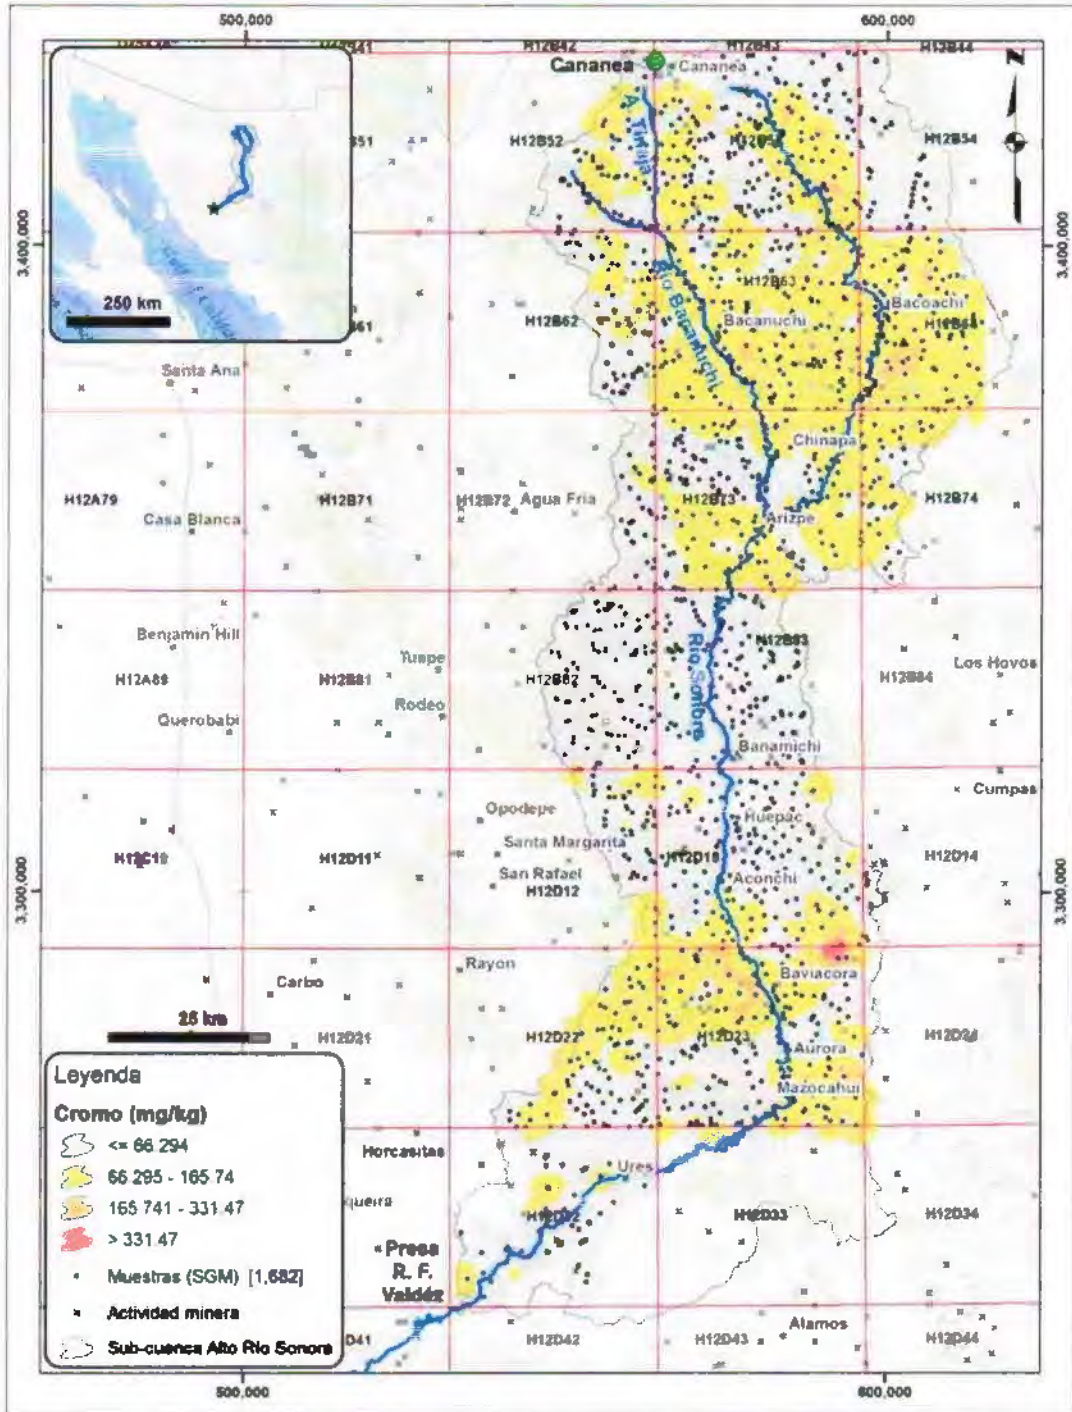 500,000
600,000
H12B42
H12B43
H12B44
Cananea
Cananea
N
A. Tinaja
H12B52
H12B54
3,400,000
3,400,000
250 km
H12B53
Bacoachi
Río Bacanuchi
Bacanuchi
H12B62
Santa Ana
Chinapa
H12A79
H12B71
H12B72
Agua Fria
H12B73
H12B74
Casa Blanca
Arizpe
Benjamin Hill
H12B83
Tuape
Río Sonora
Los Hoyos
H12A89
H12B81
H12B82
H12B84
Rodeo
Querobabi
Banamichi
Cumpas
Opodepe
Huepac
Santa Margarita
H12D11
H12D14
San Rafael
Aconchi
H12D12
3,300,000
3,300,000
Rayon
Baviacora
Carbo
25 km
H12D21
H12D22
H12D23
Aurora
Mazocahui
Leyenda
Cromo (mg/kg)
<= 66.294
66.295 - 165.74
165.741 - 331.47
> 331.47
Muestras (SGM) [1,682]
Actividad minera
Sub-cuenca Alto Río Sonora
Horcasitas
Ures
queira
H12D33
H12D34
Presa
R. F.
Valdéz
Alamos
D41
H12D42
H12D43
H12D44
500,000
600,000